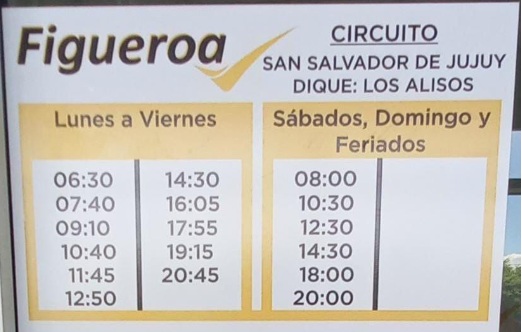 Figueroa
CIRCUITO
SAN SALVADOR DE JUJUY
DIQUE: LOS ALISOS
Lunes a Viernes
06:30 14:30
07:40 16:05
09:10 17:55
10:40 19:15
11:45 20:45
12:50
Sábados, Domingo y
Feriados
08:00
10:30
12:30
14:30
18:00
20:00